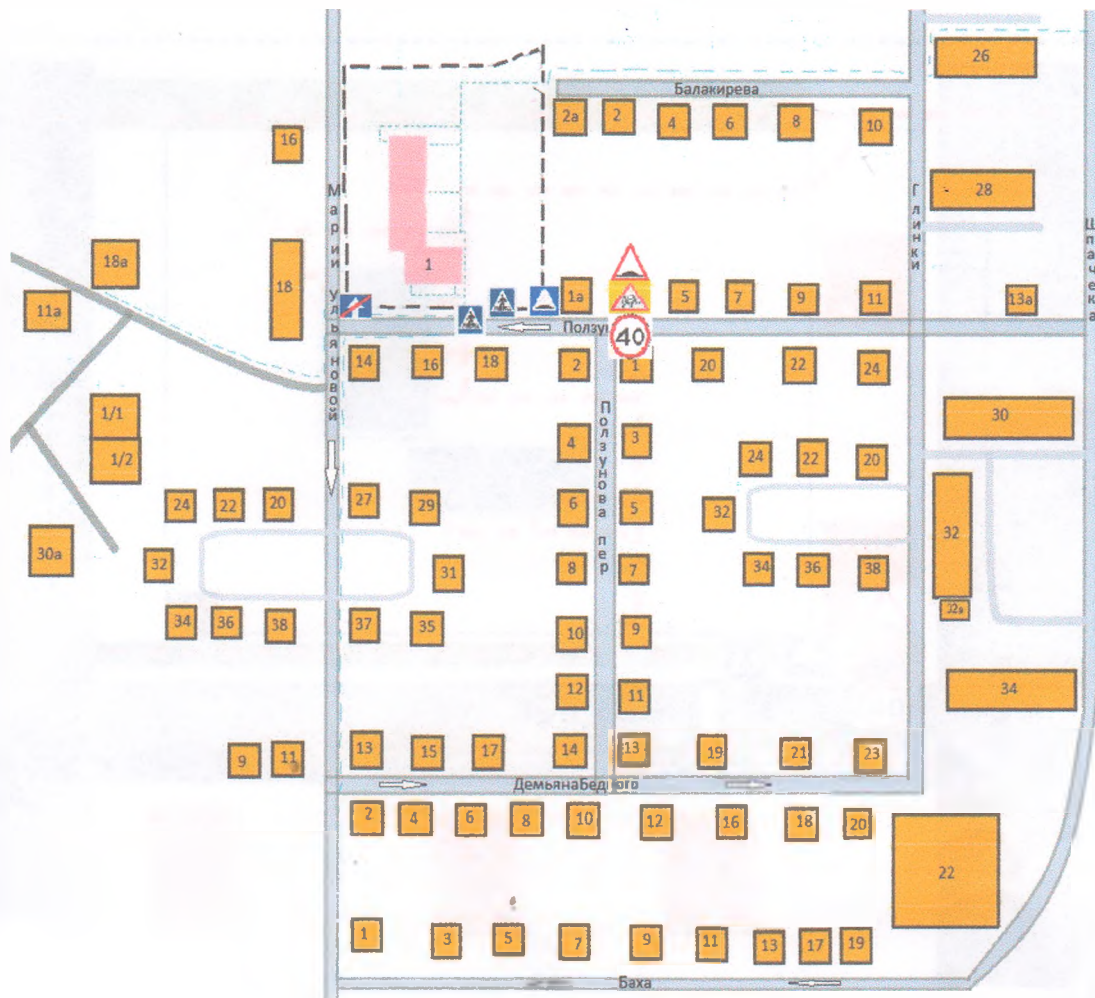 26
Балакирева
2а 2 4 6 8 10
16
28
Марии Ульяновой
Глинки
Шпачека
18а
1
18
11а
1а
5 7 9 11
13а
40
14 16 18 2 1 20 22 24
1/1
30
Ползунова пер
4 3
1/2
24 22 20
24 22 20
27 29
6 5 32
32
30а
32
31
8 7
34 36 38
32а
34 36 38
37 35
10 9
12 11
34
9 11
13 15 17 14 13 19 21 23
Демьяна Бедного
2 4 6 8 10 12 16 18 20
22
1 3 5 7 9 11 13 17 19
Баха